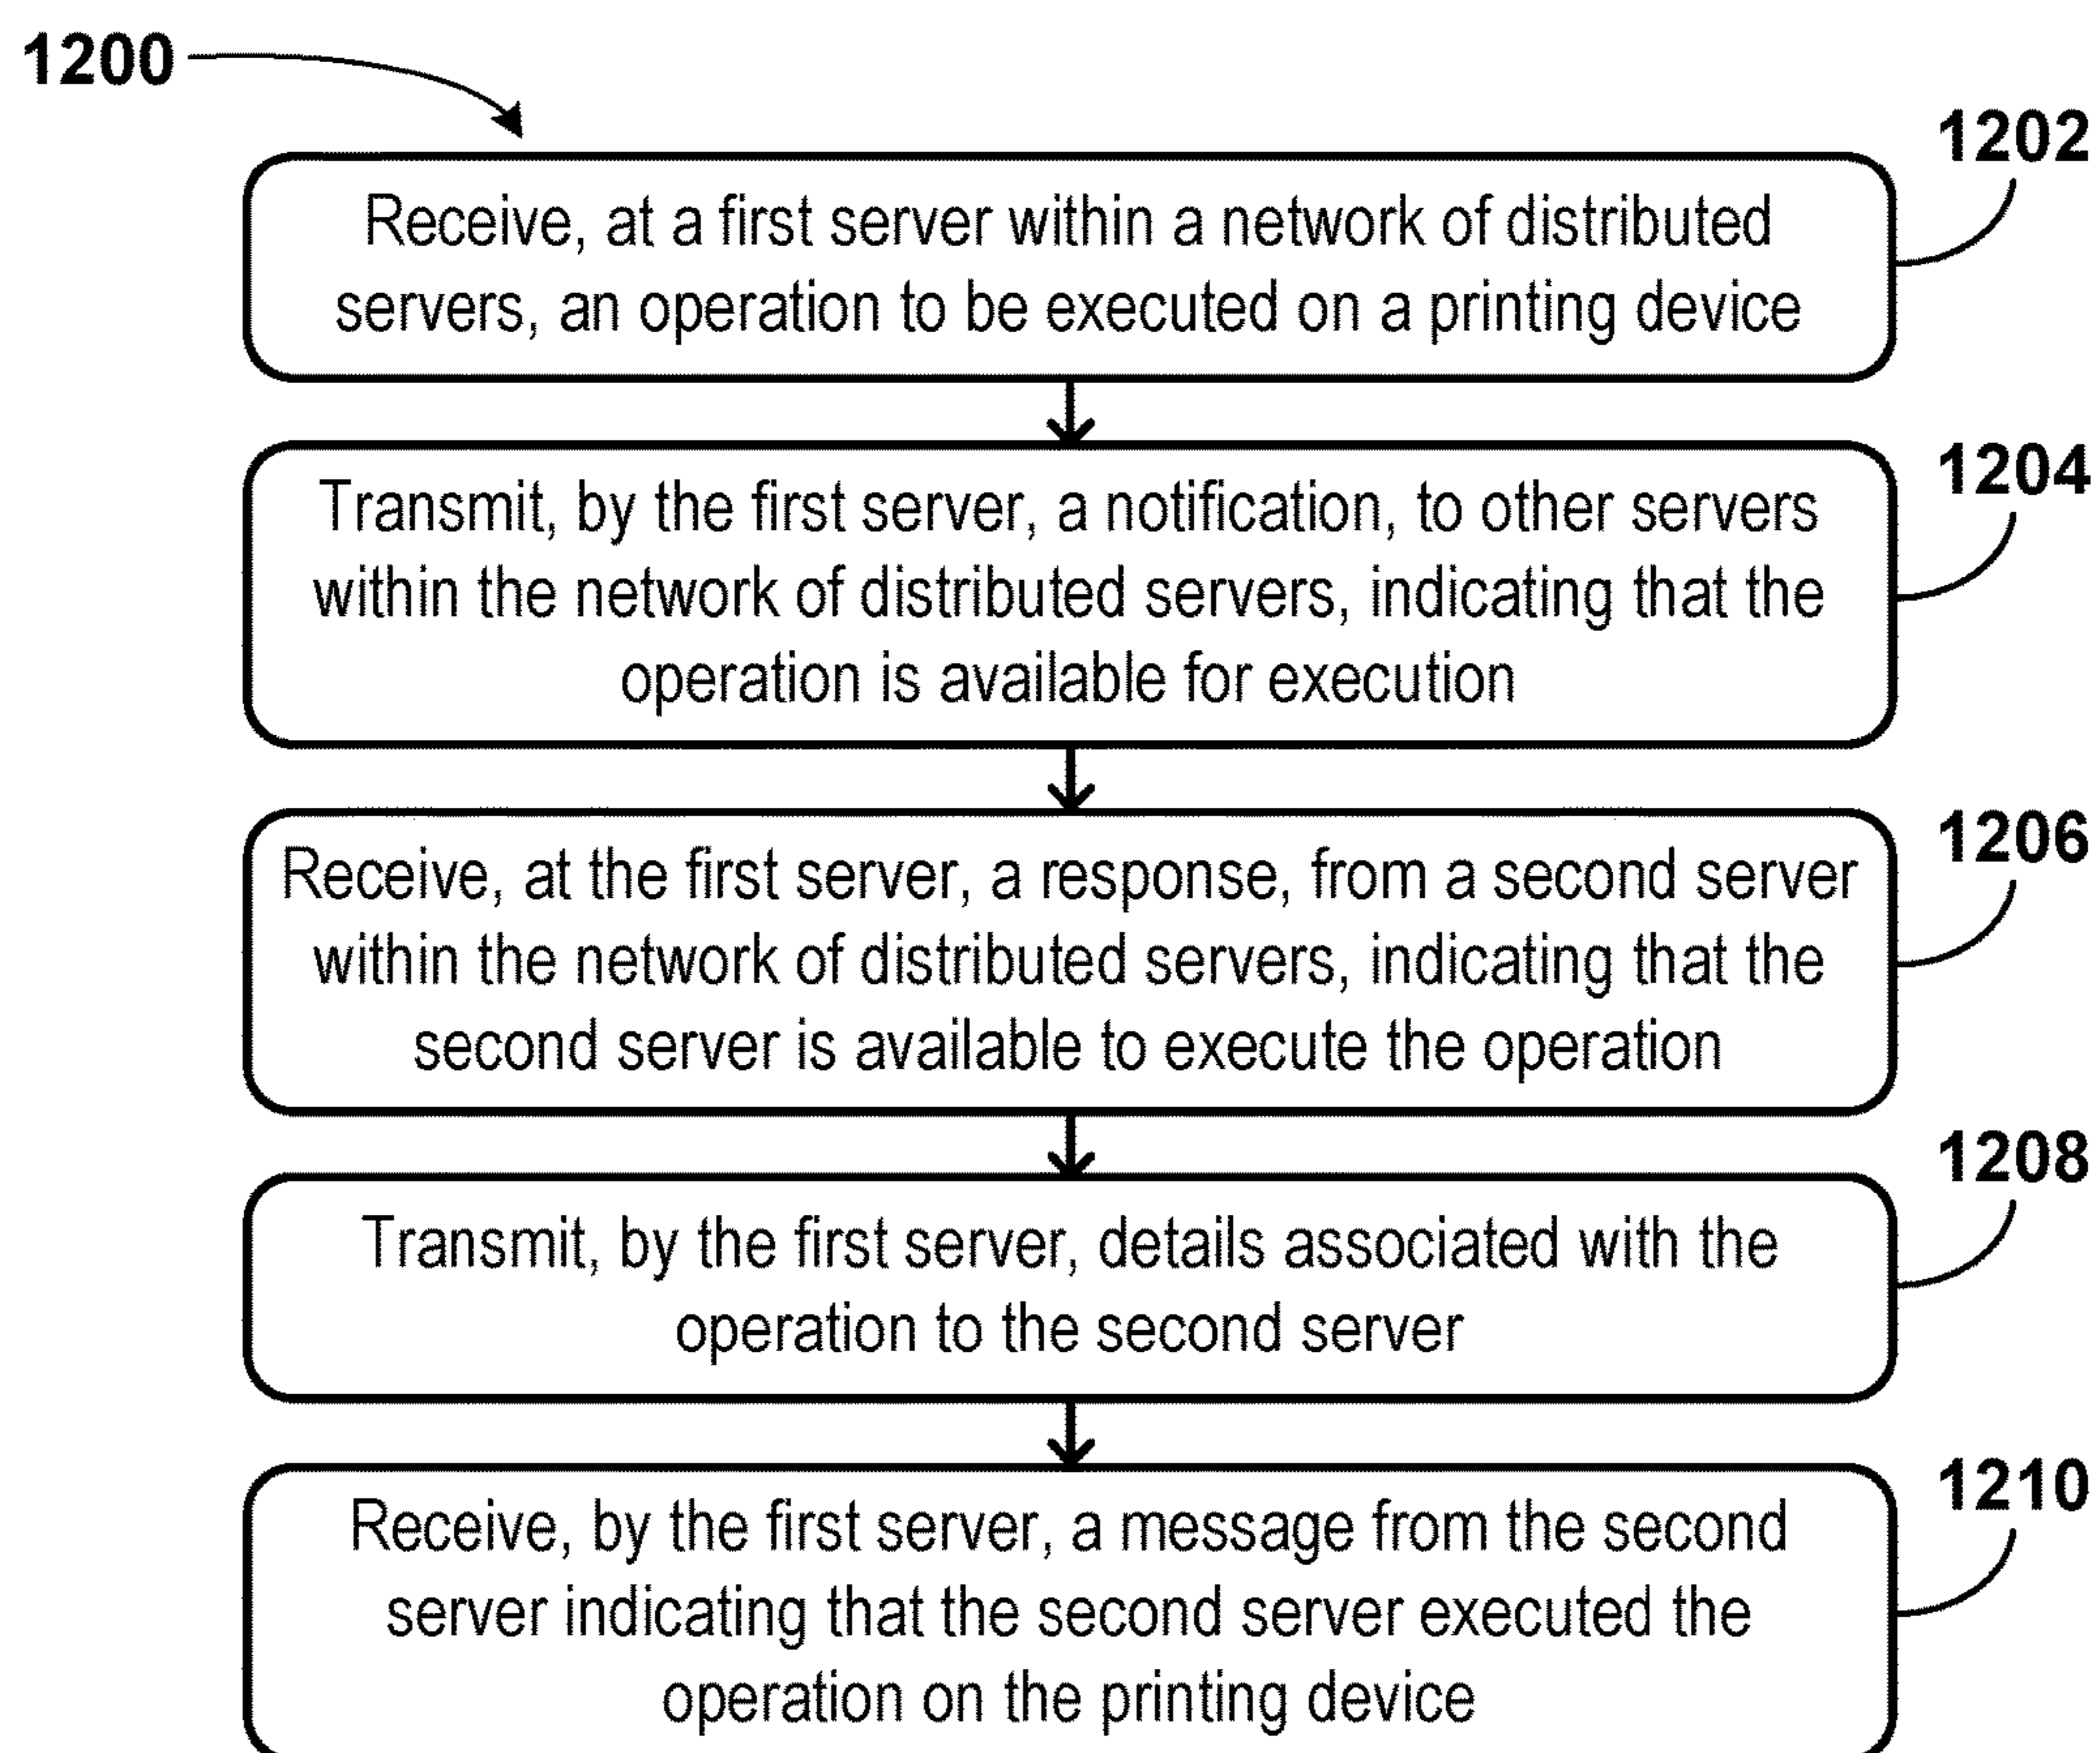 1200
1202
Receive, at a first server within a network of distributed
servers, an operation to be executed on a printing device
1204
Transmit, by the first server, a notification, to other servers
within the network of distributed servers, indicating that the
operation is available for execution
1206
Receive, at the first server, a response, from a second server
within the network of distributed servers, indicating that the
second server is available to execute the operation
1208
Transmit, by the first server, details associated with the
operation to the second server
1210
Receive, by the first server, a message from the second
server indicating that the second server executed the
operation on the printing device